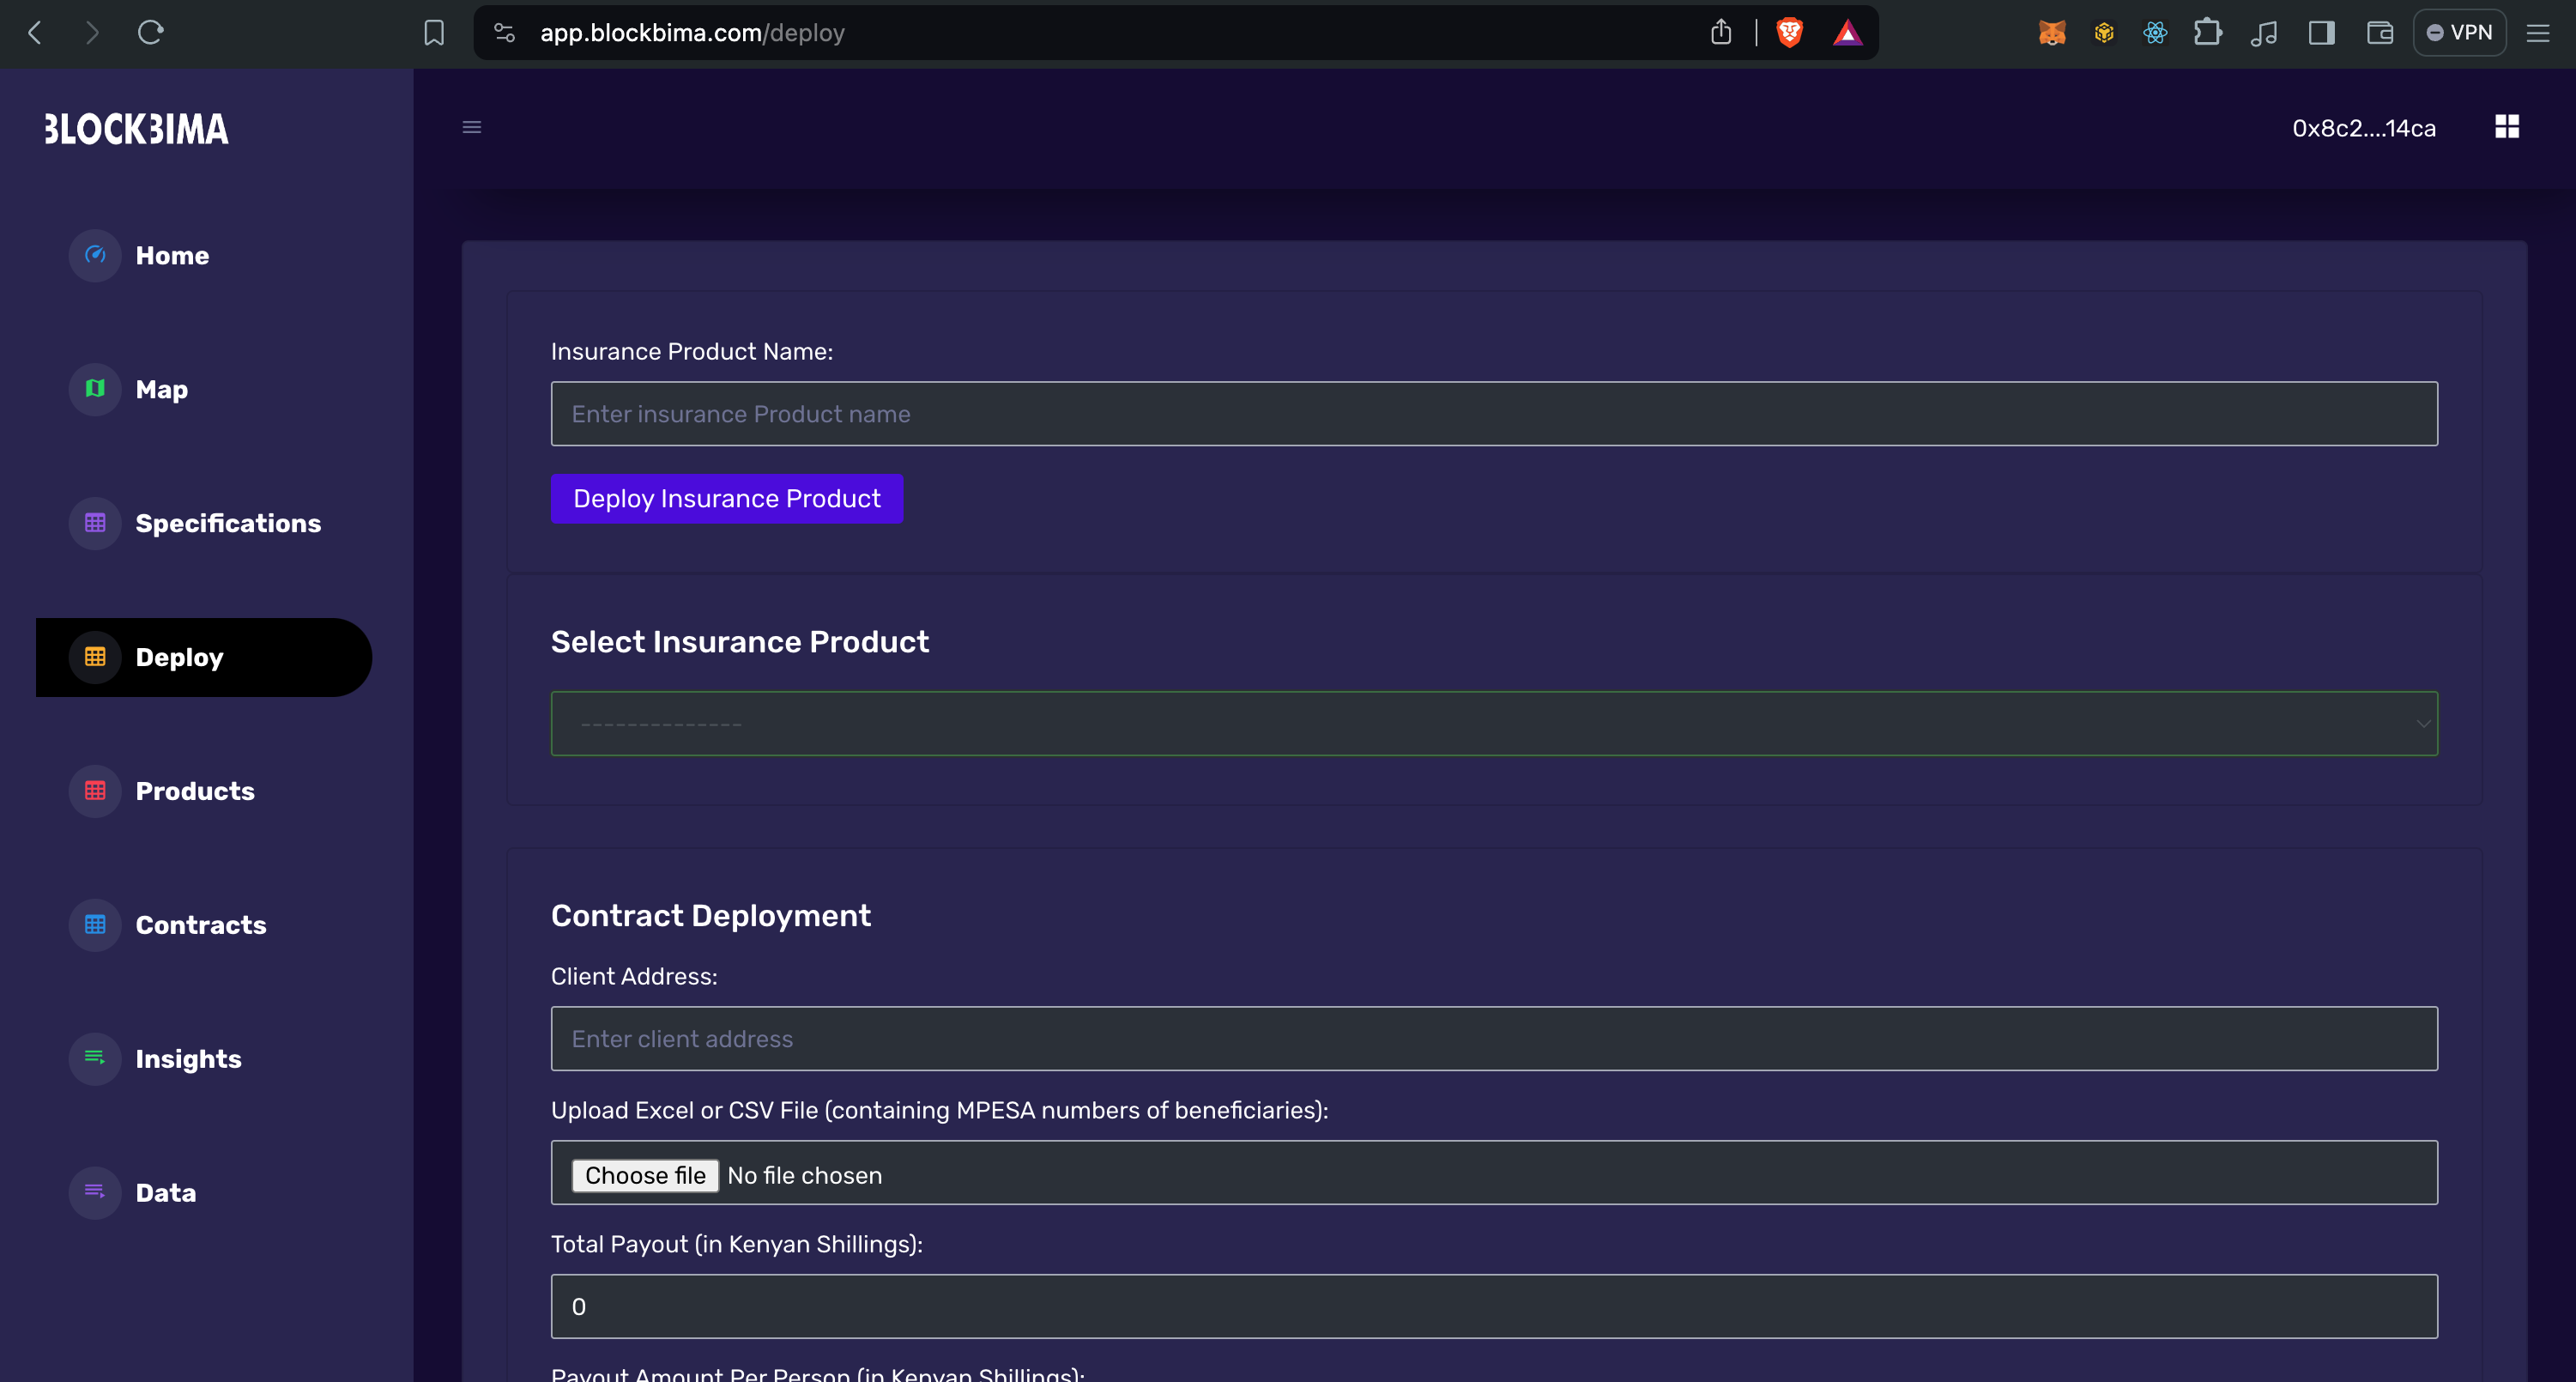 app.blockbima.com/deploy
VPN
BLOCKBIMA
0x8c2....14ca
Home
Map
Specifications
Deploy
Products
Contracts
Insights
Data
Insurance Product Name:
Enter insurance Product name
Deploy Insurance Product
Select Insurance Product
--------------
Contract Deployment
Client Address:
Enter client address
Upload Excel or CSV File (containing MPESA numbers of beneficiaries):
Choose file No file chosen
Total Payout (in Kenyan Shillings):
0
Payout Amount Per Person (in Kenyan Shillings):